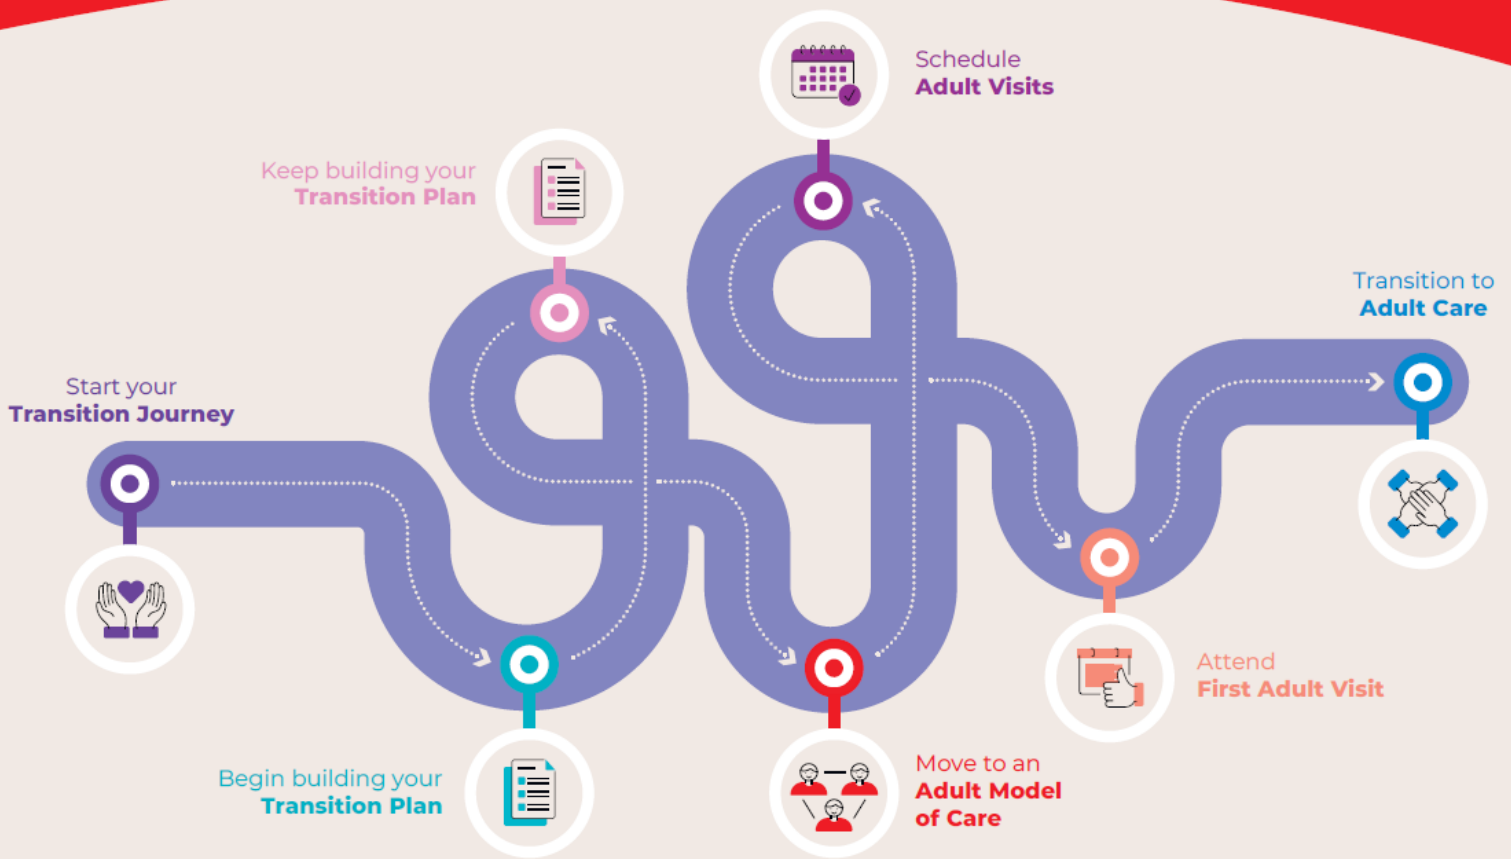 Start your
Transition Journey
Begin building your
Transition Plan
Keep building your
Transition Plan
Move to an
Adult Model
of Care
Schedule
Adult Visits
Attend
First Adult Visit
Transition to
Adult Care